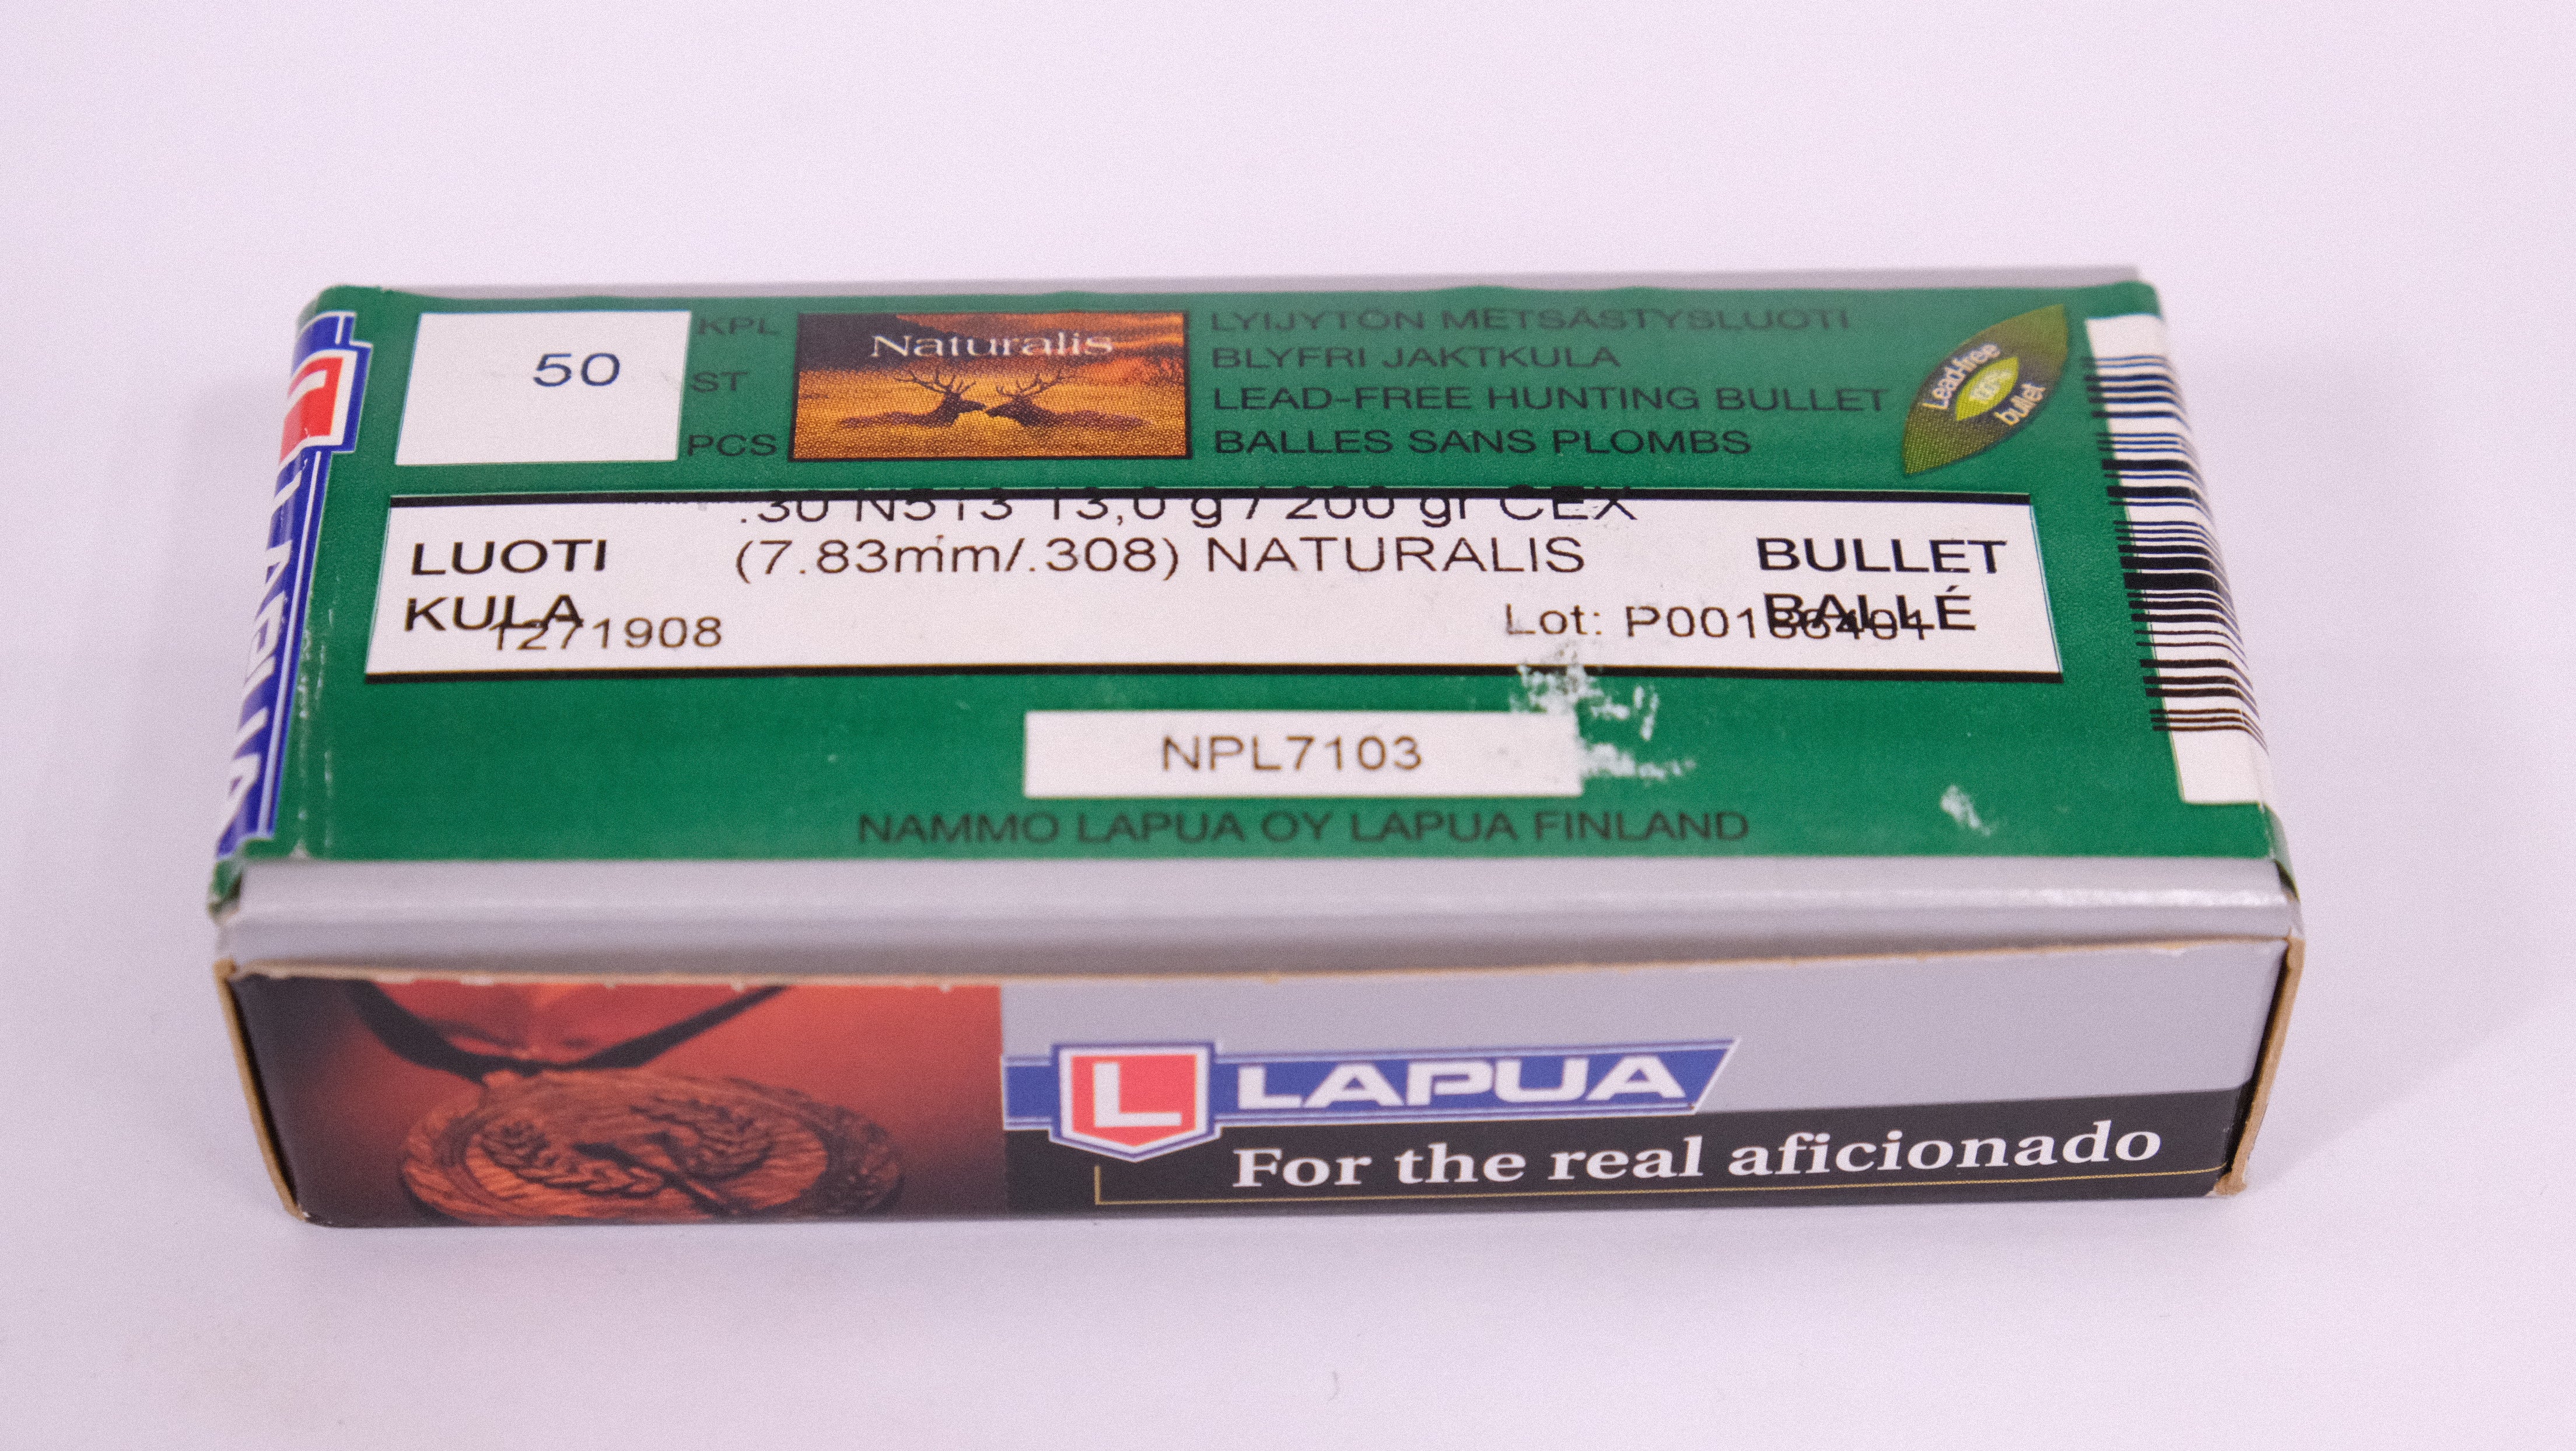 50
KPL
ST
PCS
Naturalis
LYIJYTÖN METSÄSTYSLUOTI
BLYFRI JAKTKULA
LEAD-FREE HUNTING BULLET
BALLES SANS PLOMBS
Lead-free
100%
bullet
.30 N513 13,0 g / 200 gr CEX
LUOTI
(7.83mm/.308) NATURALIS
BULLET
KULA
1271908
Lot:
BALLÉ
NPL7103
NAMMO LAPUA OY LAPUA FINLAND
L LAPUA
L LAPUA
For the real aficionado